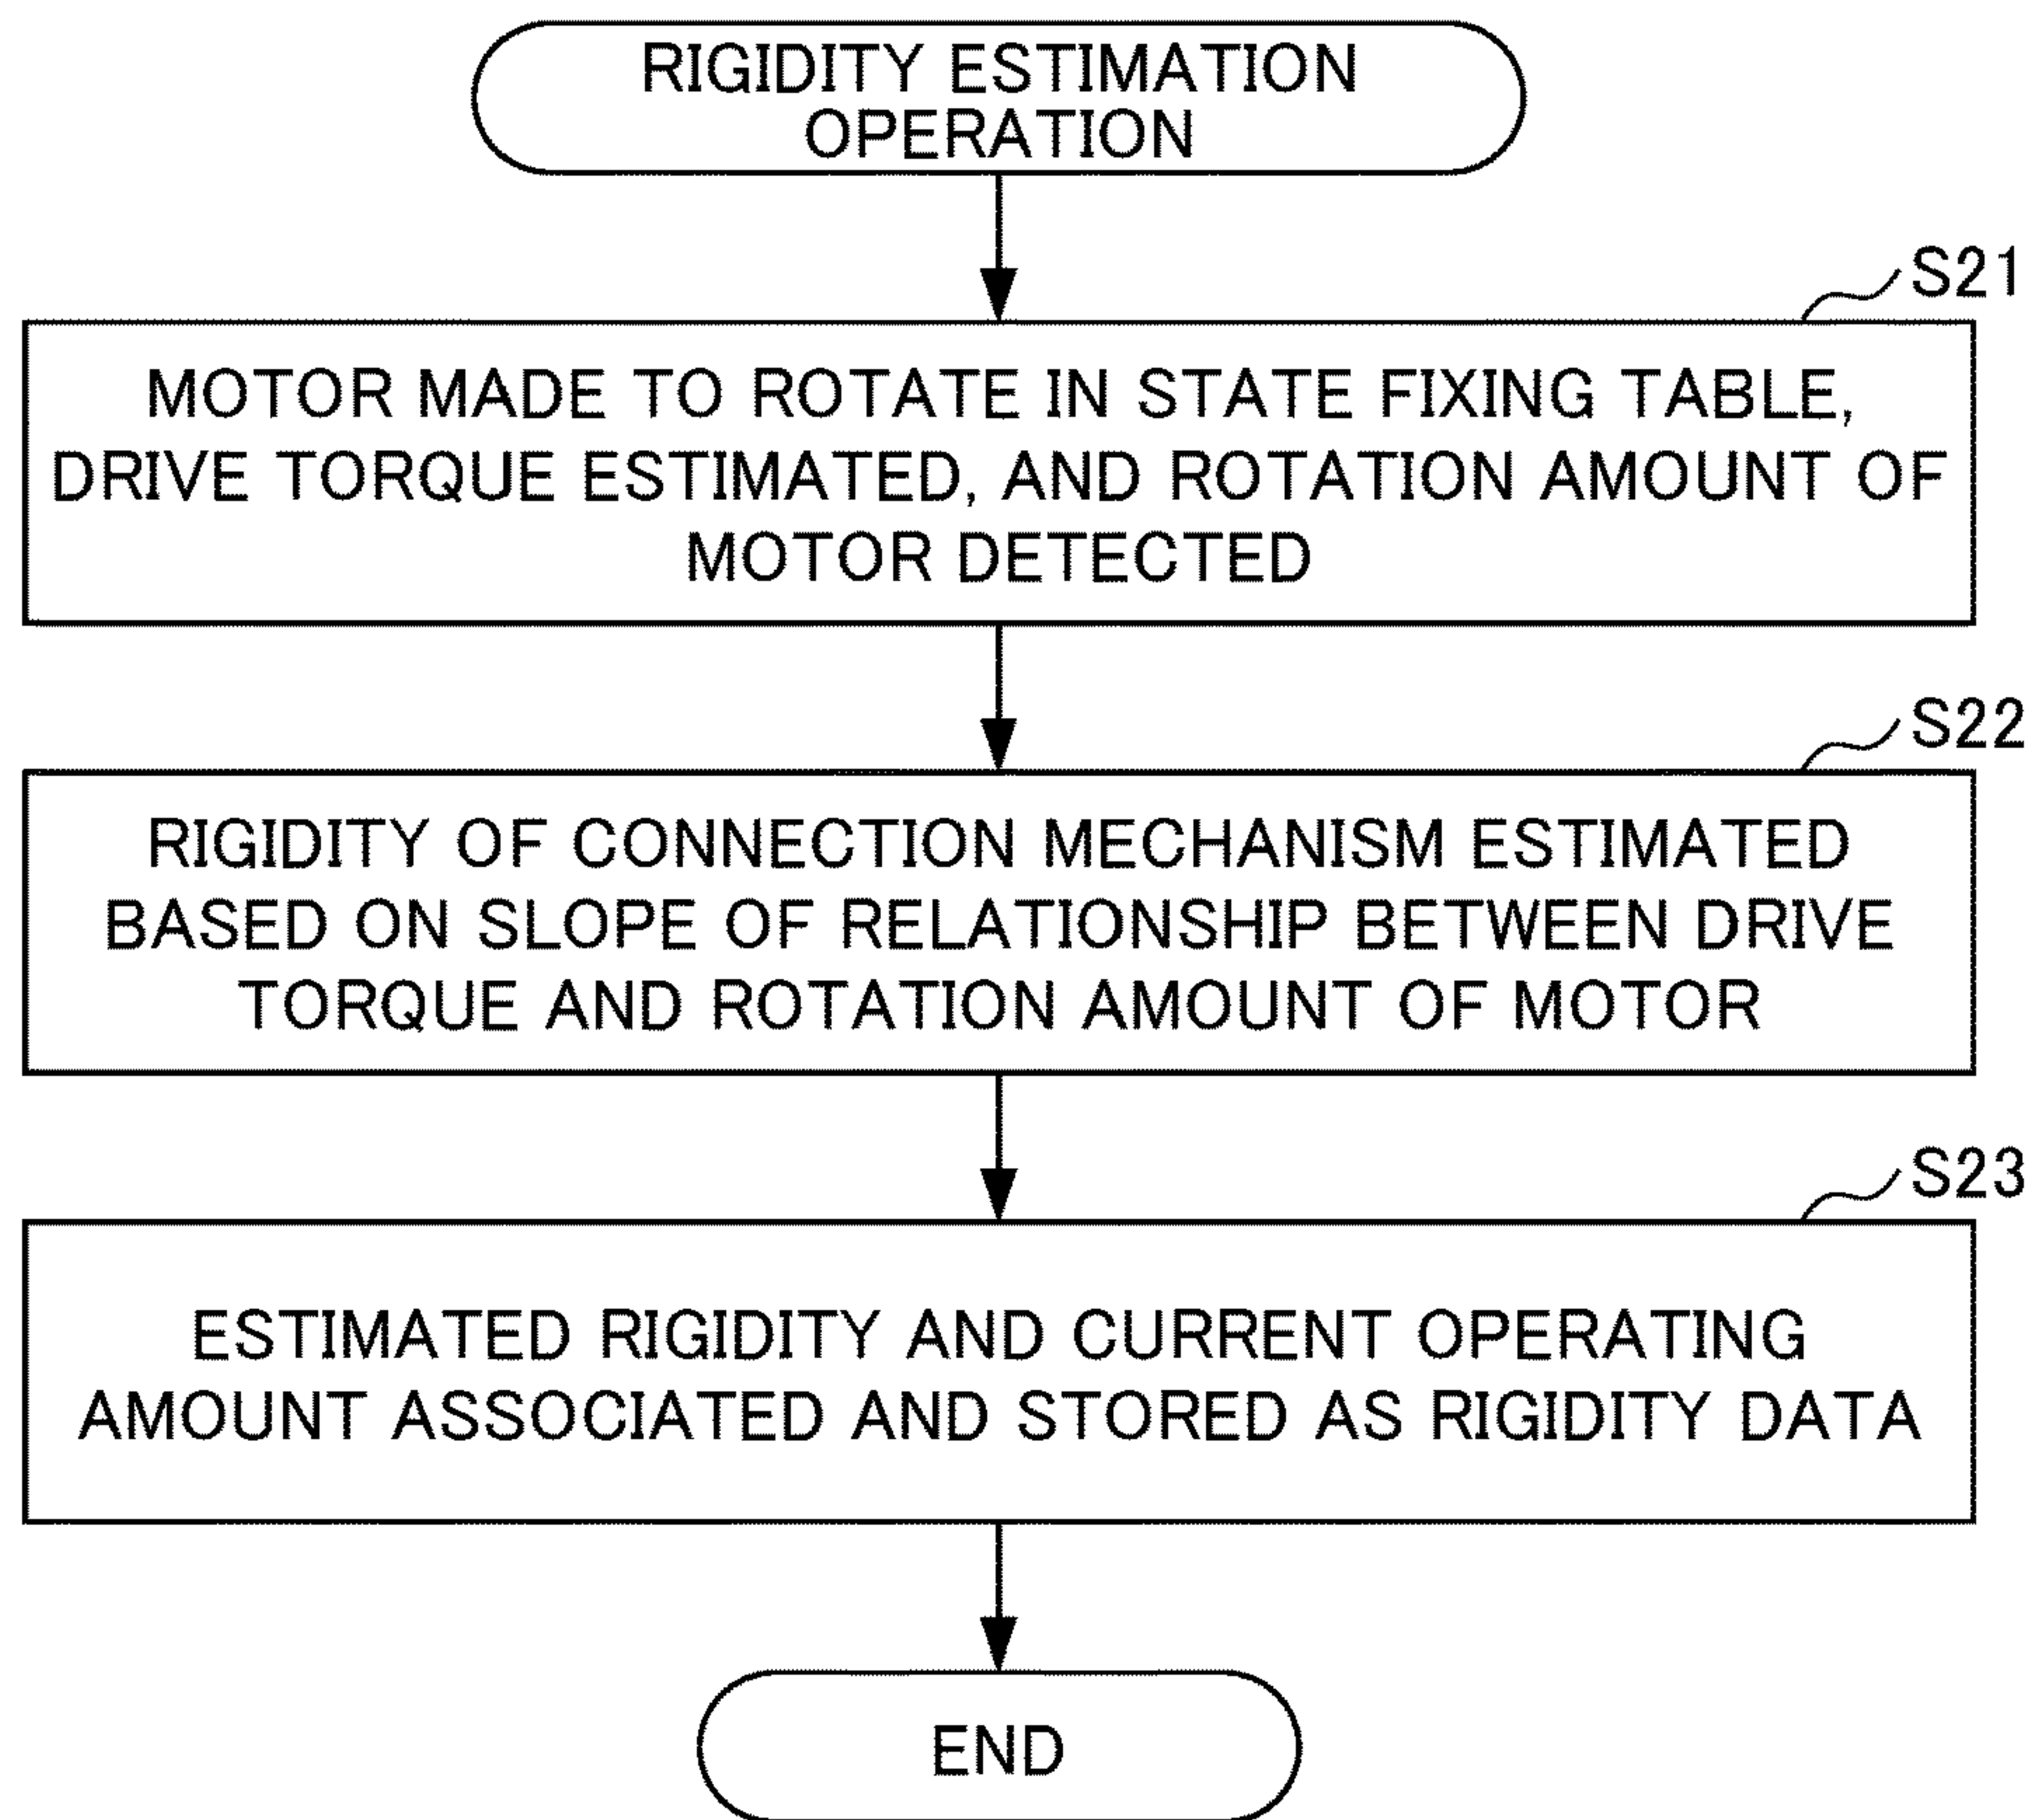 RIGIDITY ESTIMATION
OPERATION
S21
MOTOR MADE TO ROTATE IN STATE FIXING TABLE,
DRIVE TORQUE ESTIMATED, AND ROTATION AMOUNT OF
MOTOR DETECTED
S22
RIGIDITY OF CONNECTION MECHANISM ESTIMATED
BASED ON SLOPE OF RELATIONSHIP BETWEEN DRIVE
TORQUE AND ROTATION AMOUNT OF MOTOR
S23
ESTIMATED RIGIDITY AND CURRENT OPERATING
AMOUNT ASSOCIATED AND STORED AS RIGIDITY DATA
END